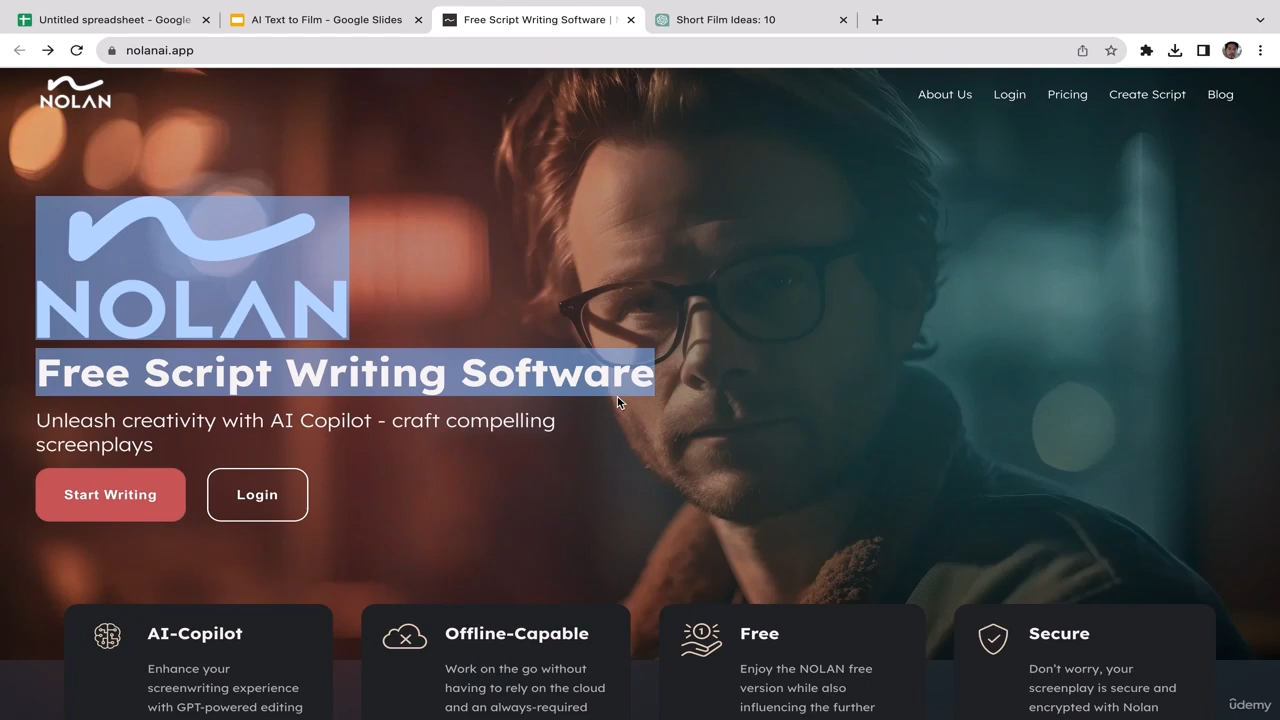 Untitled spreadsheet - Google
AI Text to Film - Google Slides
Free Script Writing Software |
Short Film Ideas: 10
nolanai.app
NOLAN
About Us
Login
Pricing
Create Script
Blog
NOLAN
Free Script Writing Software
Unleash creativity with AI Copilot - craft compelling
screenplays
Start Writing
Login
AI-Copilot
Enhance your
screenwriting experience
with GPT-powered editing
Offline-Capable
Work on the go without
having to rely on the cloud
and an always-required
1
Free
Enjoy the NOLAN free
version while also
influencing the further
Secure
Don't worry, your
screenplay is secure and
encrypted with Nolan
ûdemy